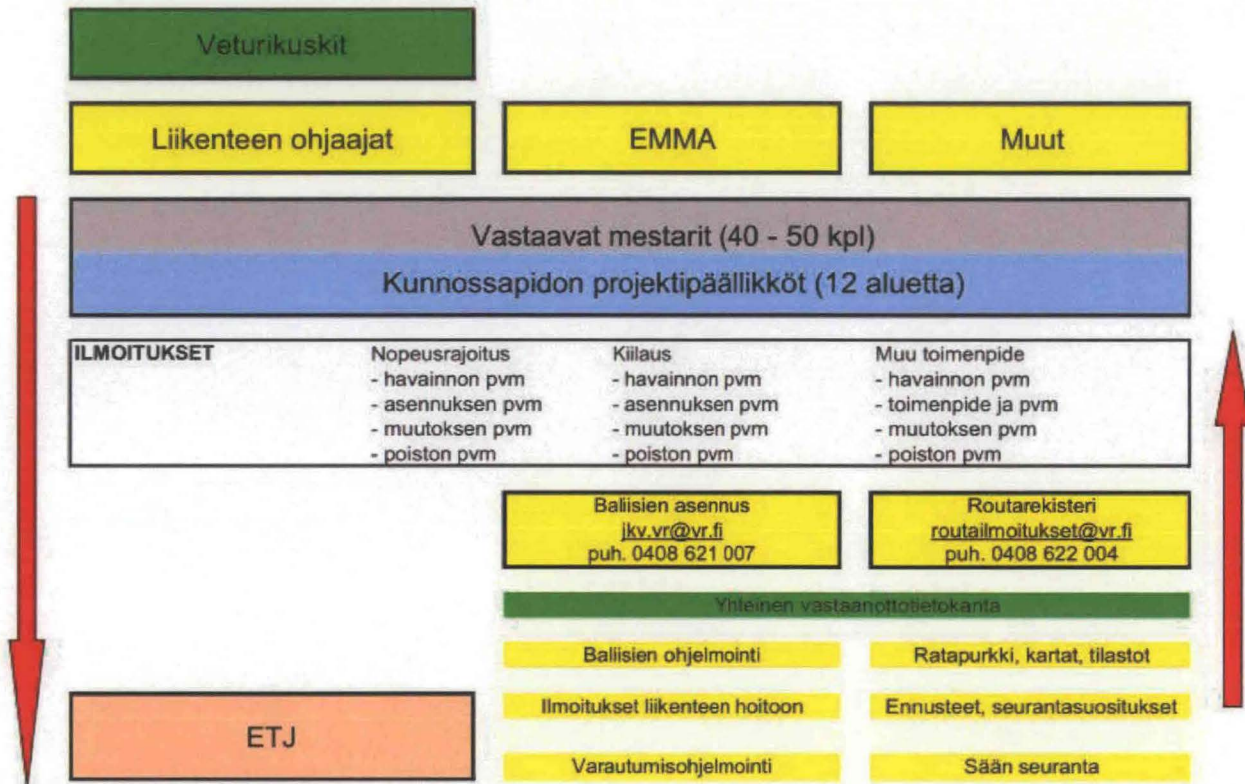 Veturikuskit
Liikenteen ohjaajat
EMMA
Muut
Vastaavat mestarit (40 - 50 kpl)
Kunnossapidon projektipäällikköt (12 aluetta)
ILMOITUKSET
Nopeusrajoitus
- havainnon pvm
- asennuksen pvm
- muutoksen pvm
- poiston pvm
Kiilaus
- havainnon pvm
- asennuksen pvm
- muutoksen pvm
- poiston pvm
Muu toimenpide
- havainnon pvm
- toimenpide ja pvm
- muutoksen pvm
- poiston pvm
Baliisien asennus
jkv.vr@vr.fi
puh. 0408 621 007
Routarekisteri
routailmoitukset@vr.fi
puh. 0408 622 004
Yhteinen vastaanottotietokanta
Baliisien ohjelmointi
Ratapurkki, kartat, tilastot
Ilmoitukset liikenteen hoitoon
Ennusteet, seurantasuositukset
ETJ
Varautumisohjelmointi
Sään seuranta